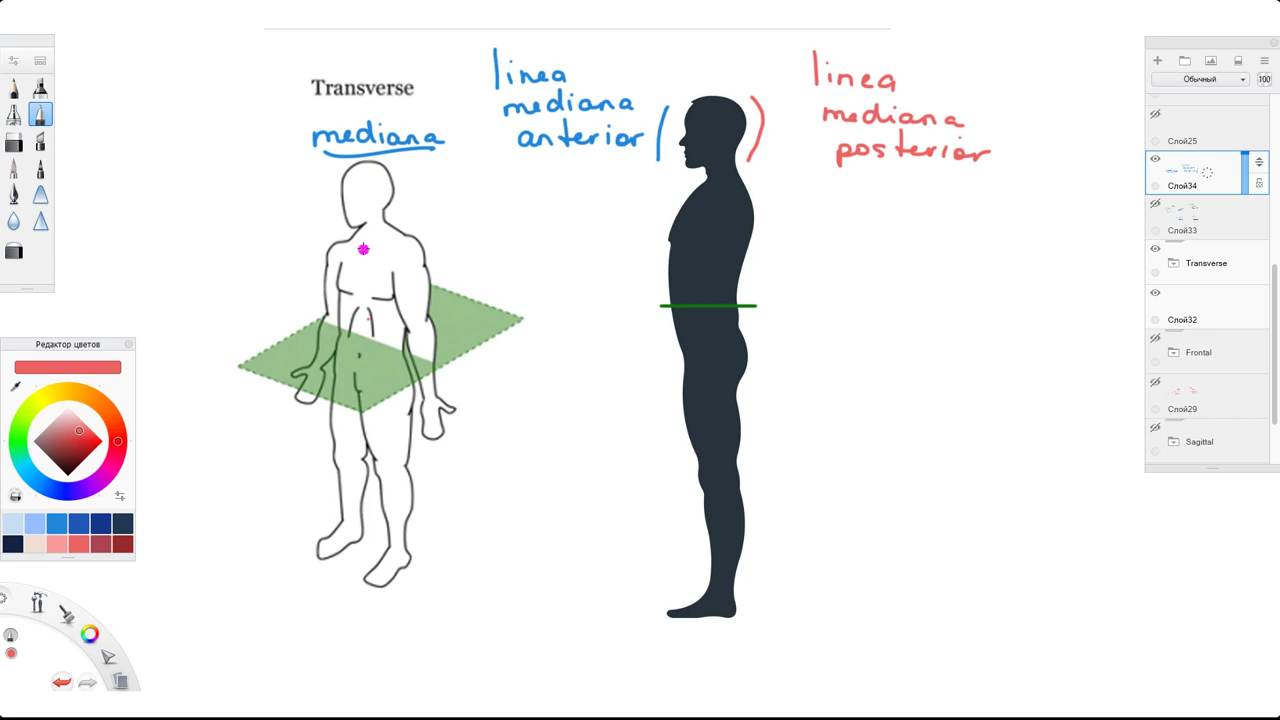 Transverse
mediana
linea
mediana
anterior
linea
mediana
posterior
Обычный
100
Слой25
Слой34
Слой33
Transverse
Слой32
Frontal
Слой29
Sagittal
Редактор цветов